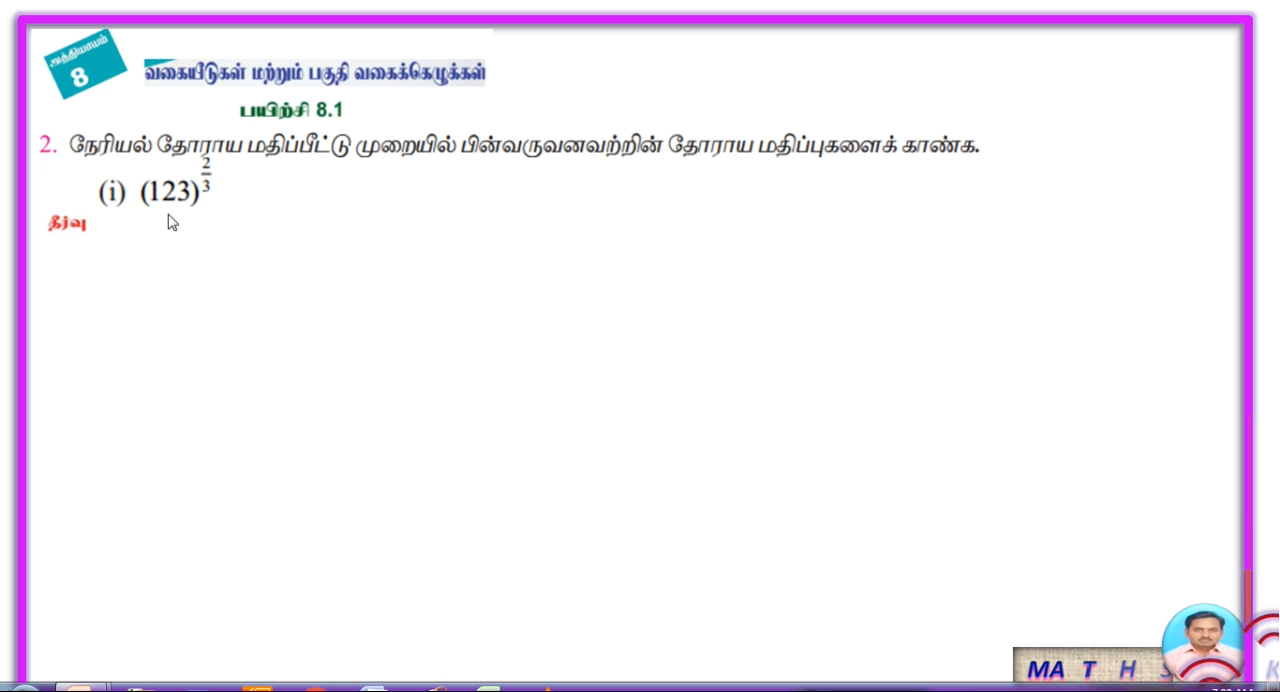 அத்தியாயம்
8
வகையீடுகள் மற்றும் பகுதி வகைக்கெழுக்கள்
பயிற்சி 8.1
2. நேரியல் தோராய மதிப்பீட்டு முறையில் பின்வருவனவற்றின் தோராய மதிப்புகளைக் காண்க.
(i) (123)^{2/3}
தீர்வு
MATHS